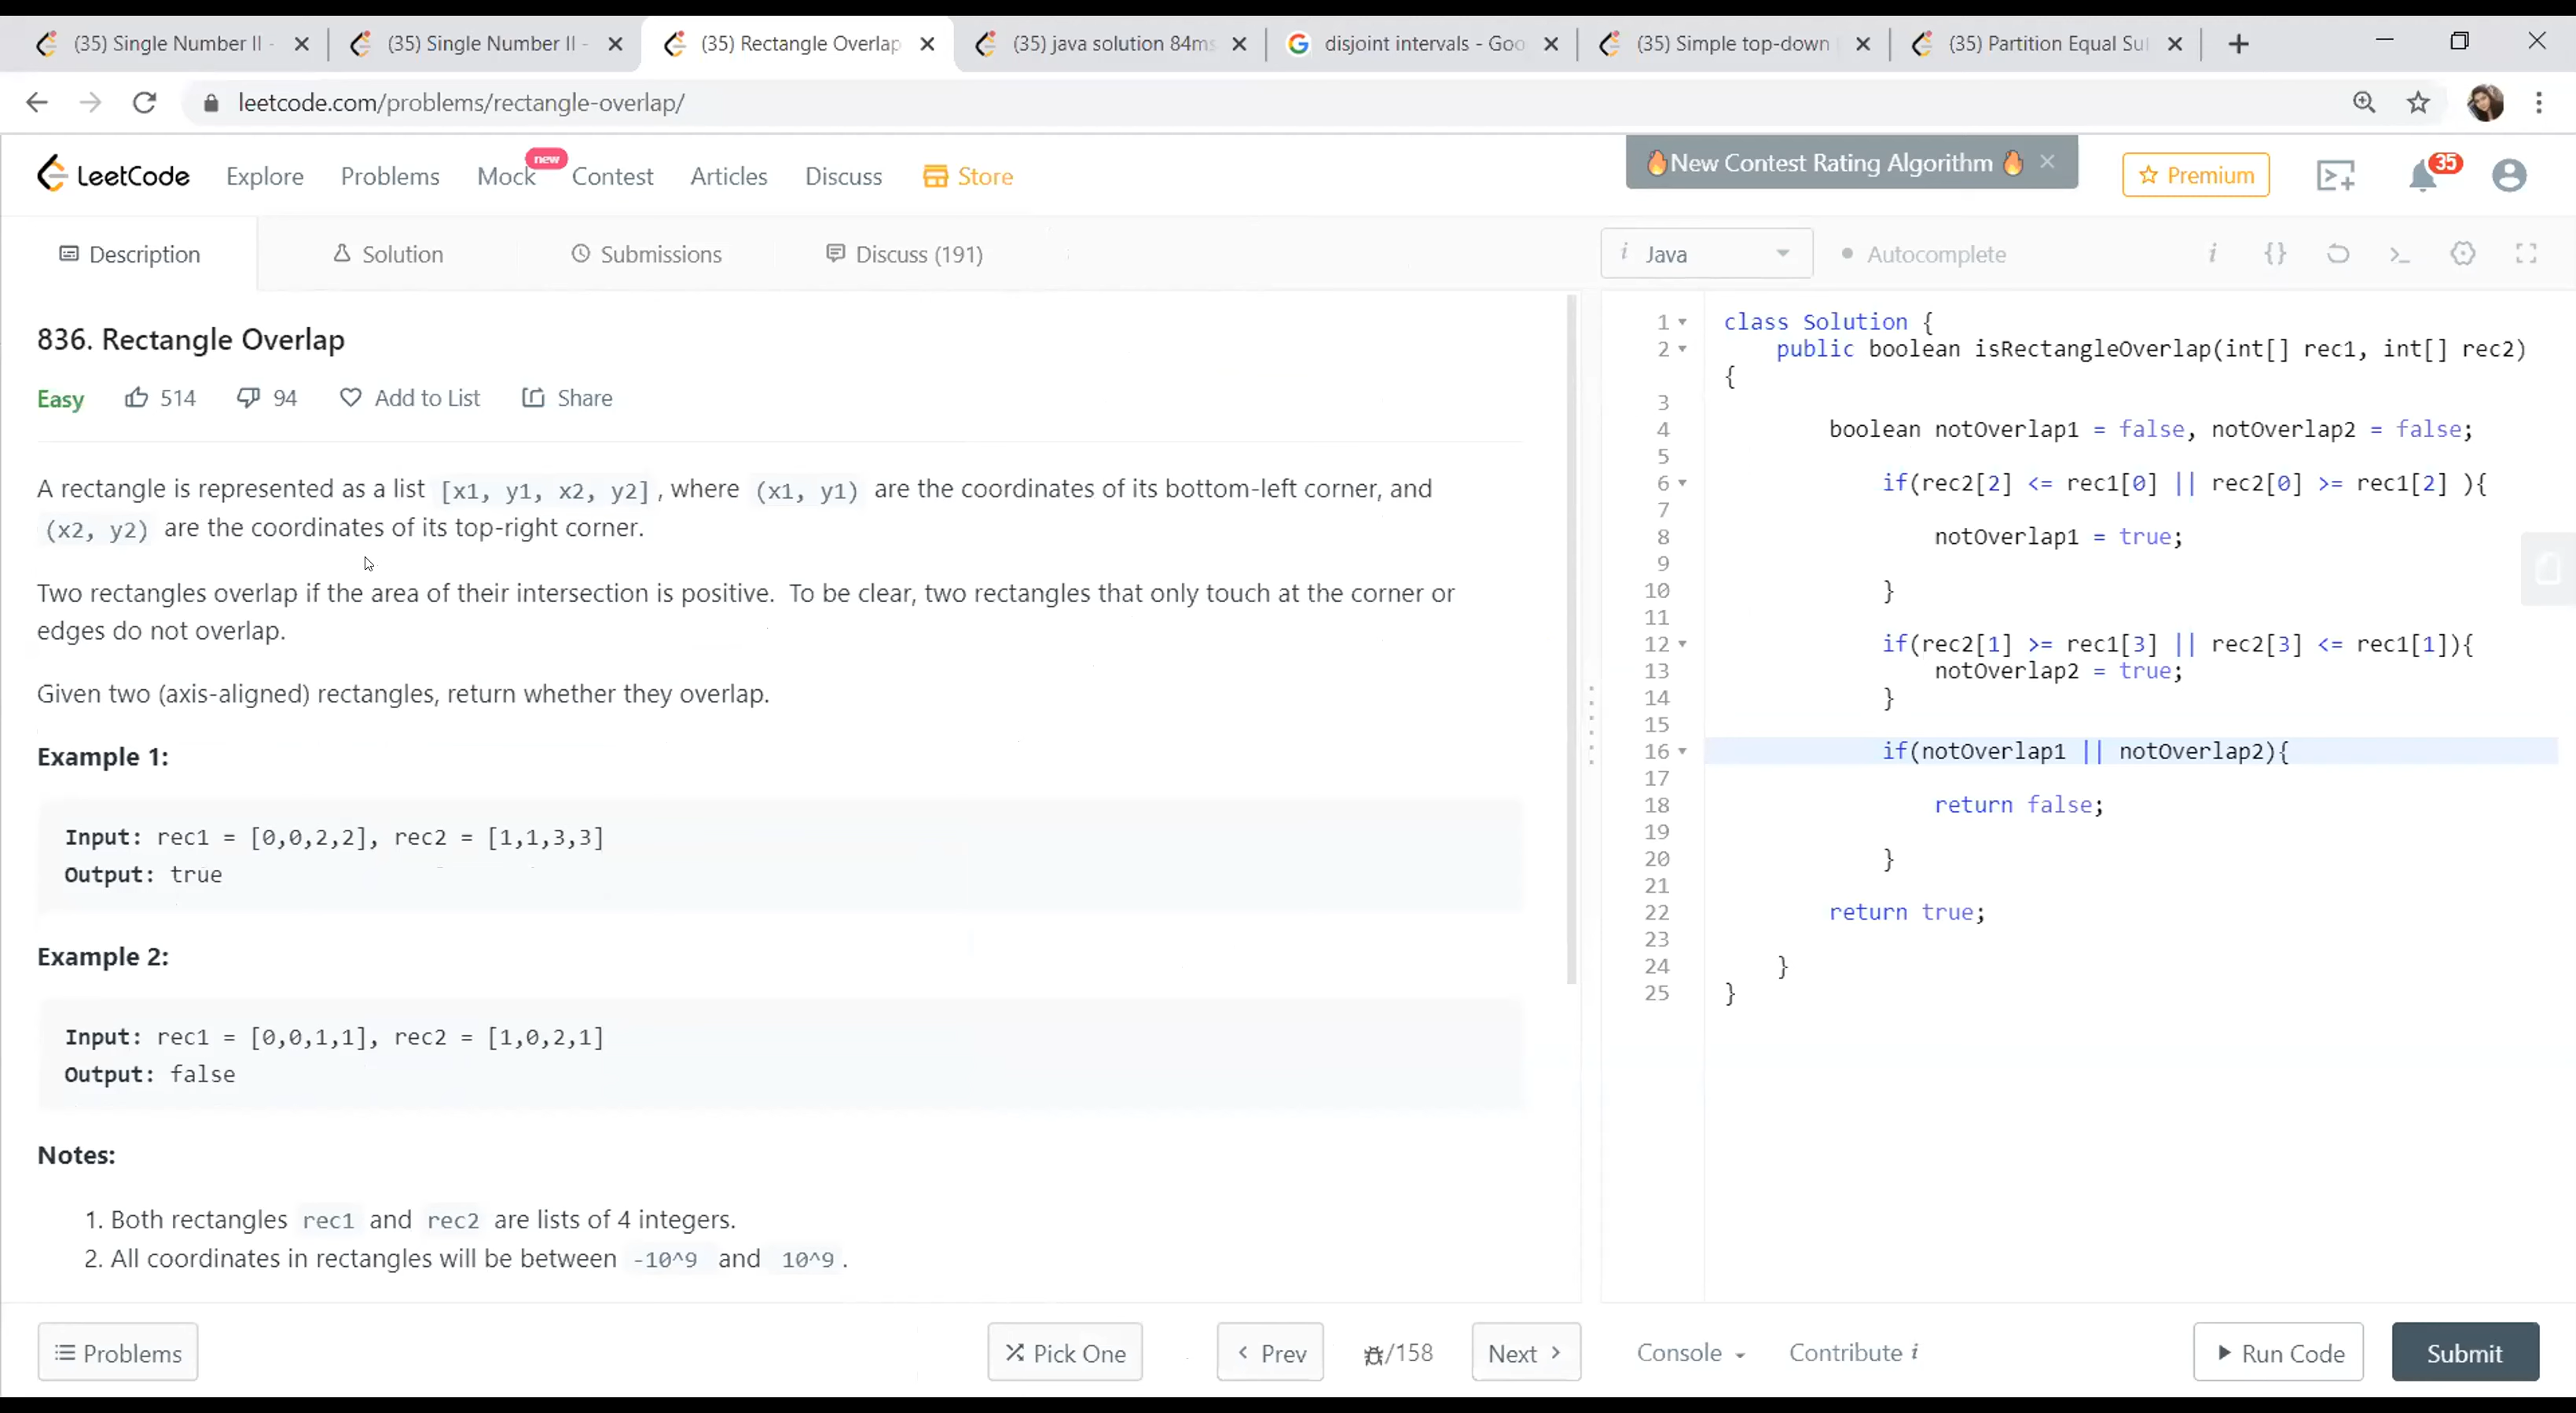 (35) Single Number II -
(35) Single Number II -
(35) Rectangle Overlap
(35) java solution 84ms
disjoint intervals - Goo
(35) Simple top-down
(35) Partition Equal Su
leetcode.com/problems/rectangle-overlap/
LeetCode
Explore
Problems
Mock
new
Contest
Articles
Discuss
Store
🔥New Contest Rating Algorithm 🔥
Premium
35
Description
Solution
Submissions
Discuss (191)
i Java
Autocomplete
836. Rectangle Overlap
Easy
514
94
Add to List
Share
A rectangle is represented as a list [x1, y1, x2, y2], where (x1, y1) are the coordinates of its bottom-left corner, and
(x2, y2) are the coordinates of its top-right corner.
Two rectangles overlap if the area of their intersection is positive. To be clear, two rectangles that only touch at the corner or
edges do not overlap.
Given two (axis-aligned) rectangles, return whether they overlap.
Example 1:
Input: rec1 = [0,0,2,2], rec2 = [1,1,3,3]
Output: true
Example 2:
Input: rec1 = [0,0,1,1], rec2 = [1,0,2,1]
Output: false
Notes:
1. Both rectangles rec1 and rec2 are lists of 4 integers.
2. All coordinates in rectangles will be between -10^9 and 10^9.
1 class Solution {
2 public boolean isRectangleOverlap(int[] rec1, int[] rec2)
{
3
4 boolean notOverlap1 = false, notOverlap2 = false;
5
6 if(rec2[2] <= rec1[0] || rec2[0] >= rec1[2] ){
7
8 notOverlap1 = true;
9
10 }
11
12 if(rec2[1] >= rec1[3] || rec2[3] <= rec1[1]){
13 notOverlap2 = true;
14 }
15
16 if(notOverlap1 || notOverlap2){
17
18 return false;
19
20 }
21
22 return true;
23
24 }
25 }
Problems
Pick One
Prev
/158
Next
Console
Contribute i
Run Code
Submit